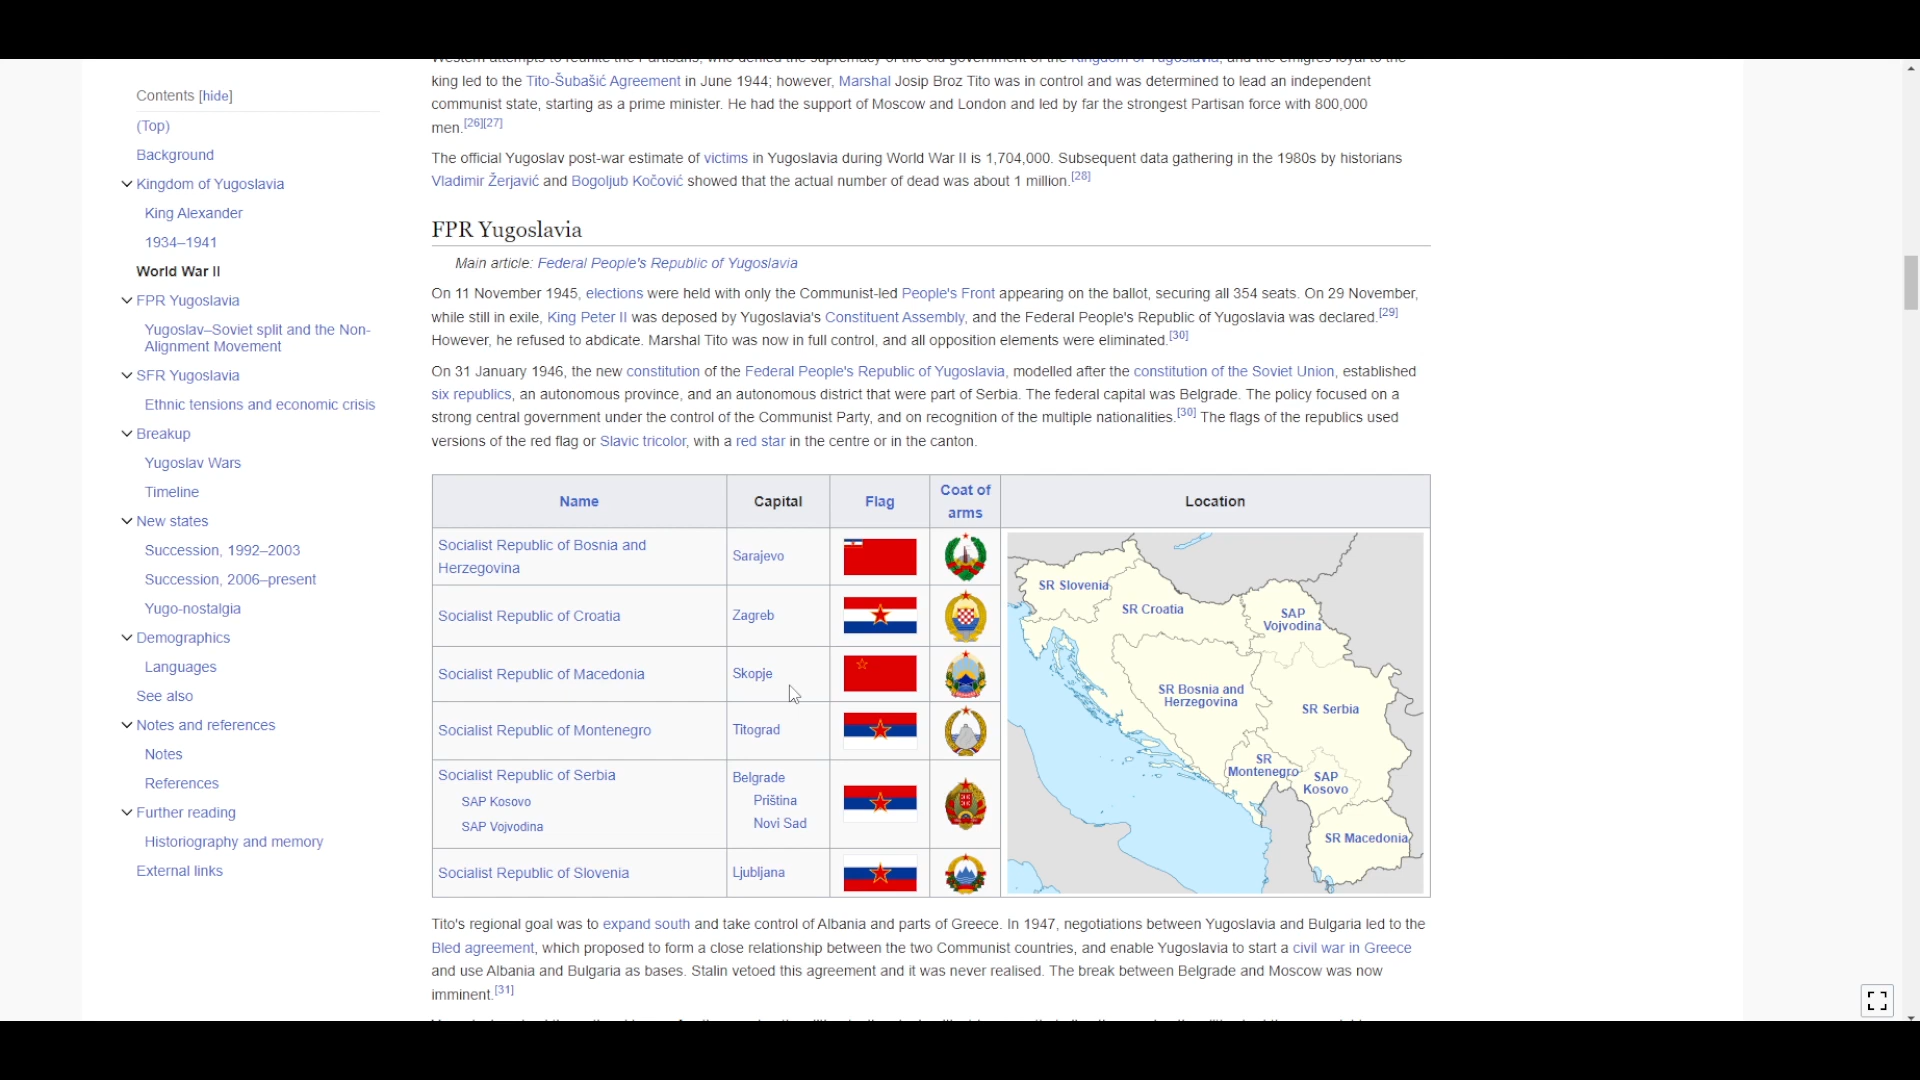 Contents [hide]
(Top)
Background
Kingdom of Yugoslavia
King Alexander
1934–1941
World War II
FPR Yugoslavia
Yugoslav–Soviet split and the Non-
Alignment Movement
SFR Yugoslavia
Ethnic tensions and economic crisis
Breakup
Yugoslav Wars
Timeline
New states
Succession, 1992–2003
Succession, 2006–present
Yugo-nostalgia
Demographics
Languages
See also
Notes and references
Notes
References
Further reading
Historiography and memory
External links
king led to the Tito-Šubašić Agreement in June 1944; however, Marshal Josip Broz Tito was in control and was determined to lead an independent
communist state, starting as a prime minister. He had the support of Moscow and London and led by far the strongest Partisan force with 800,000
men.[26][27]
The official Yugoslav post-war estimate of victims in Yugoslavia during World War II is 1,704,000. Subsequent data gathering in the 1980s by historians
Vladimir Žerjavić and Bogoljub Kočović showed that the actual number of dead was about 1 million.[28]
FPR Yugoslavia
Main article: Federal People's Republic of Yugoslavia
On 11 November 1945, elections were held with only the Communist-led People's Front appearing on the ballot, securing all 354 seats. On 29 November,
while still in exile, King Peter II was deposed by Yugoslavia's Constituent Assembly, and the Federal People's Republic of Yugoslavia was declared.[29]
However, he refused to abdicate. Marshal Tito was now in full control, and all opposition elements were eliminated.[30]
On 31 January 1946, the new constitution of the Federal People's Republic of Yugoslavia, modelled after the constitution of the Soviet Union, established
six republics, an autonomous province, and an autonomous district that were part of Serbia. The federal capital was Belgrade. The policy focused on a
strong central government under the control of the Communist Party, and on recognition of the multiple nationalities.[30] The flags of the republics used
versions of the red flag or Slavic tricolor, with a red star in the centre or in the canton.
Name Capital Flag Coat of arms Location
Socialist Republic of Bosnia and
Herzegovina
Sarajevo
Socialist Republic of Croatia Zagreb
Socialist Republic of Macedonia Skopje
Socialist Republic of Montenegro Titograd
Socialist Republic of Serbia Belgrade
SAP Kosovo Priština
SAP Vojvodina Novi Sad
Socialist Republic of Slovenia Ljubljana
SR Slovenia
SR Croatia
SAP
Vojvodina
SR Bosnia and
Herzegovina
SR Serbia
SR
Montenegro
SAP
Kosovo
SR Macedonia
Tito's regional goal was to expand south and take control of Albania and parts of Greece. In 1947, negotiations between Yugoslavia and Bulgaria led to the
Bled agreement, which proposed to form a close relationship between the two Communist countries, and enable Yugoslavia to start a civil war in Greece
and use Albania and Bulgaria as bases. Stalin vetoed this agreement and it was never realised. The break between Belgrade and Moscow was now
imminent.[31]